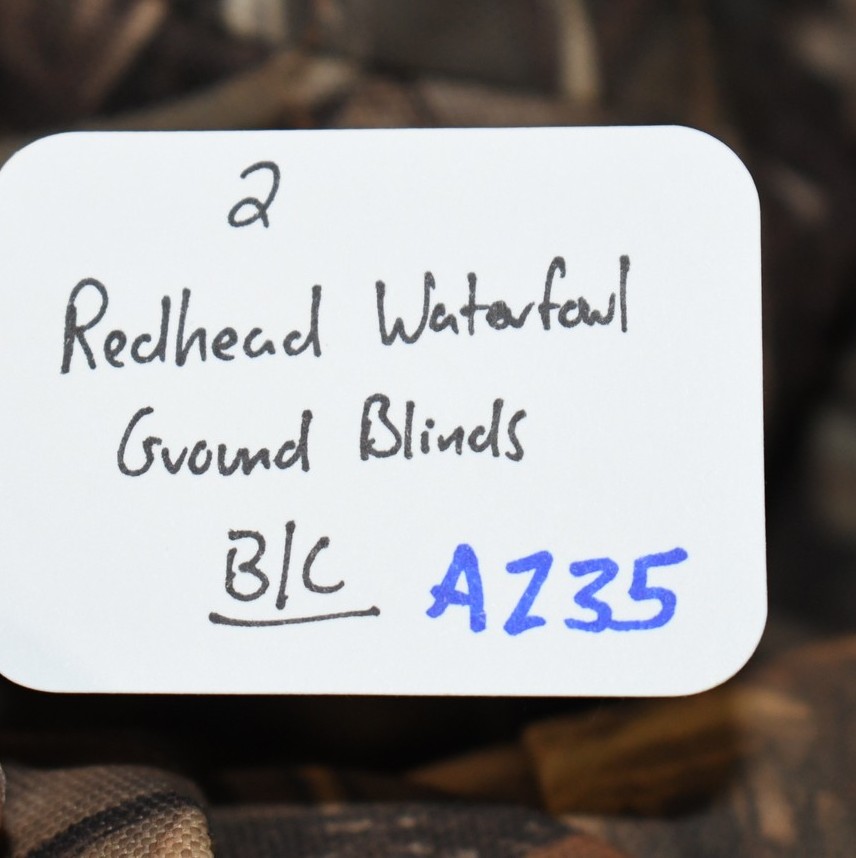 2
Redhead Waterfowl
Ground Blinds
B/C A235